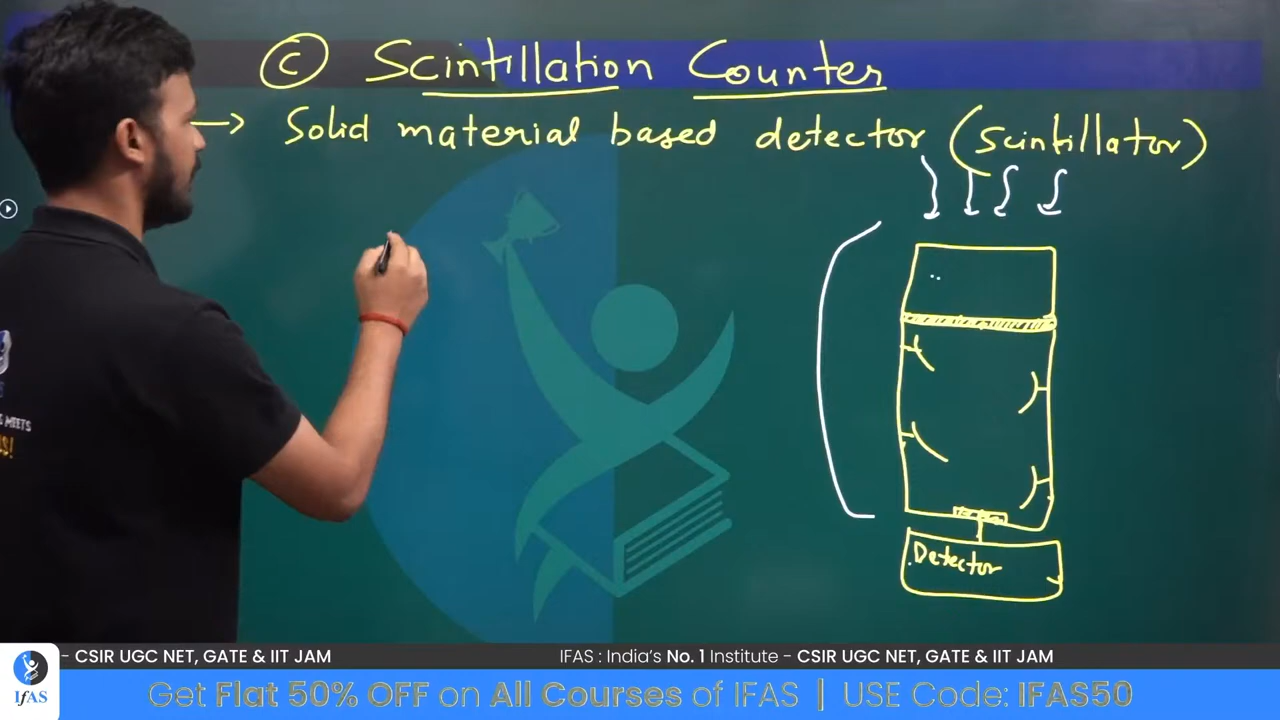 (c) Scintillation Counter
→ Solid material based detector (scintillator)
Detector
MEETS
IFAS
- CSIR UGC NET, GATE & IIT JAM
IFAS : India's No. 1 Institute - CSIR UGC NET, GATE & IIT JAM
Get Flat 50% OFF on All Courses of IFAS | USE Code: IFAS50